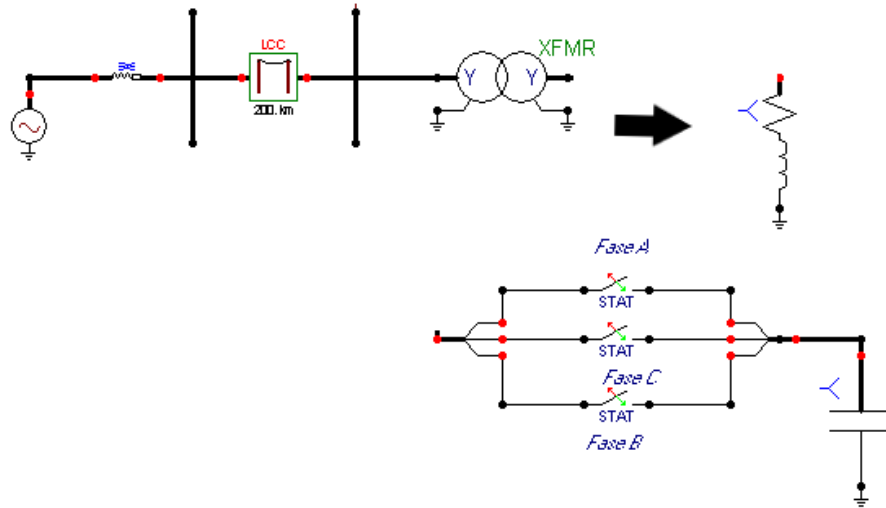 LCC
XFMR
Y
Y
200. km
Fase A
STAT
STAT
Fase C
STAT
Fase B